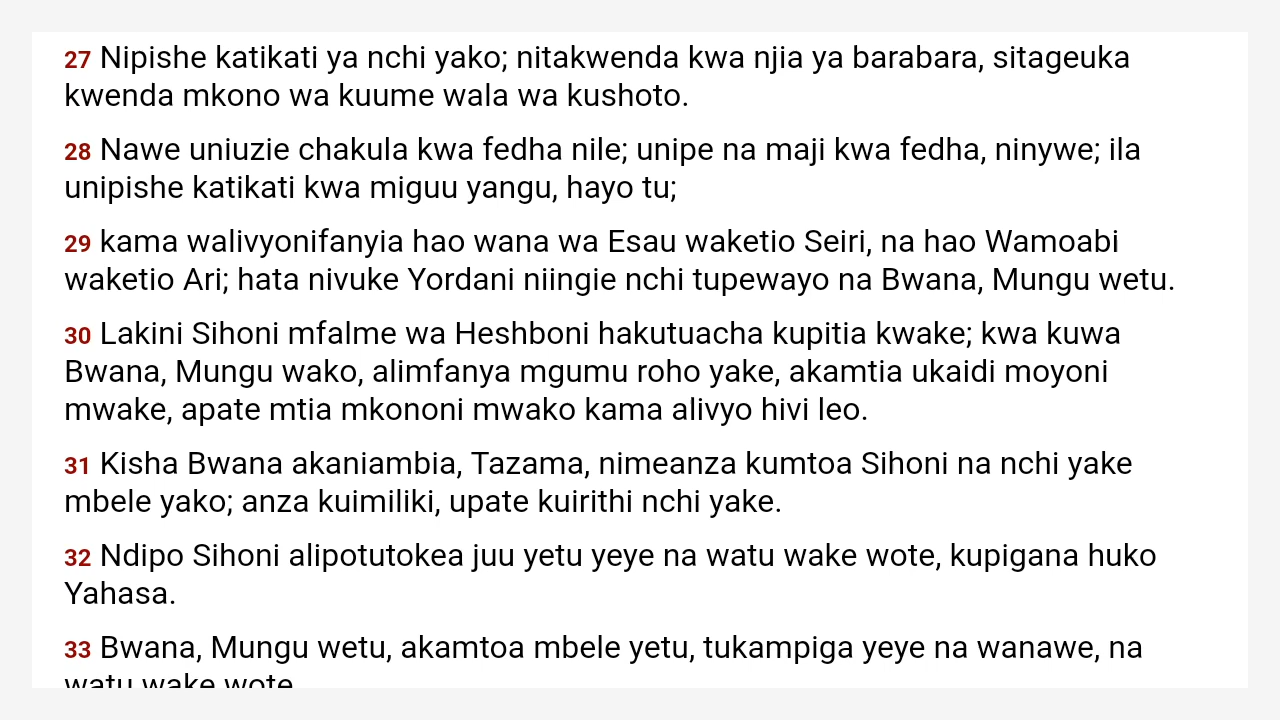 27 Nipishe katikati ya nchi yako; nitakwenda kwa njia ya barabara, sitageuka
kwenda mkono wa kuume wala wa kushoto.
28 Nawe uniuzie chakula kwa fedha nile; unipe na maji kwa fedha, ninywe; ila
unipishe katikati kwa miguu yangu, hayo tu;
29 kama walivyonifanyia hao wana wa Esau waketio Seiri, na hao Wamoabi
waketio Ari; hata nivuke Yordani niingie nchi tupewayo na Bwana, Mungu wetu.
30 Lakini Sihoni mfalme wa Heshboni hakutuacha kupitia kwake; kwa kuwa
Bwana, Mungu wako, alimfanya mgumu roho yake, akamtia ukaidi moyoni
mwake, apate mtia mkononi mwako kama alivyo hivi leo.
31 Kisha Bwana akaniambia, Tazama, nimeanza kumtoa Sihoni na nchi yake
mbele yako; anza kuimiliki, upate kuirithi nchi yake.
32 Ndipo Sihoni alipotutokea juu yetu yeye na watu wake wote, kupigana huko
Yahasa.
33 Bwana, Mungu wetu, akamtoa mbele yetu, tukampiga yeye na wanawe, na
watu wake wote